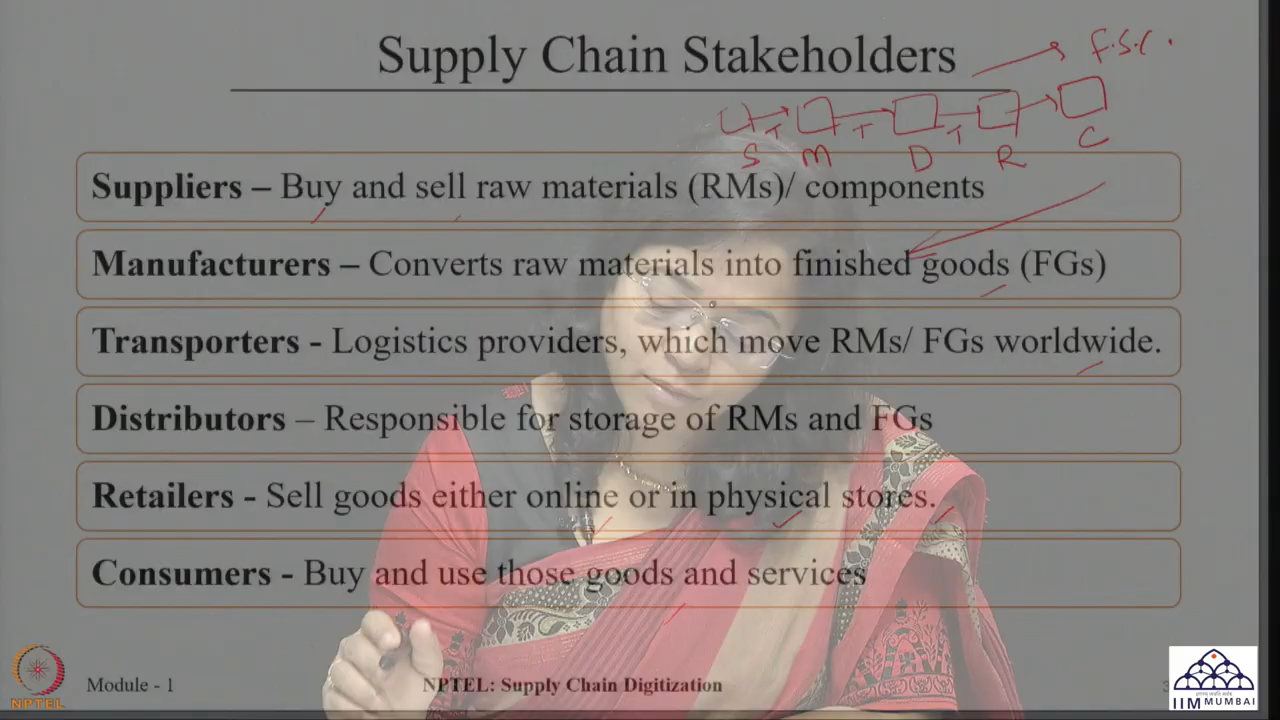 Supply Chain Stakeholders
F.S.C.
T T T
S M D R C
Suppliers – Buy and sell raw materials (RMs)/ components
Manufacturers – Converts raw materials into finished goods (FGs)
Transporters - Logistics providers, which move RMs/ FGs worldwide.
Distributors – Responsible for storage of RMs and FGs
Retailers - Sell goods either online or in physical stores.
Consumers - Buy and use those goods and services
NPTEL
Module - 1
NPTEL: Supply Chain Digitization
3
IIM MUMBAI